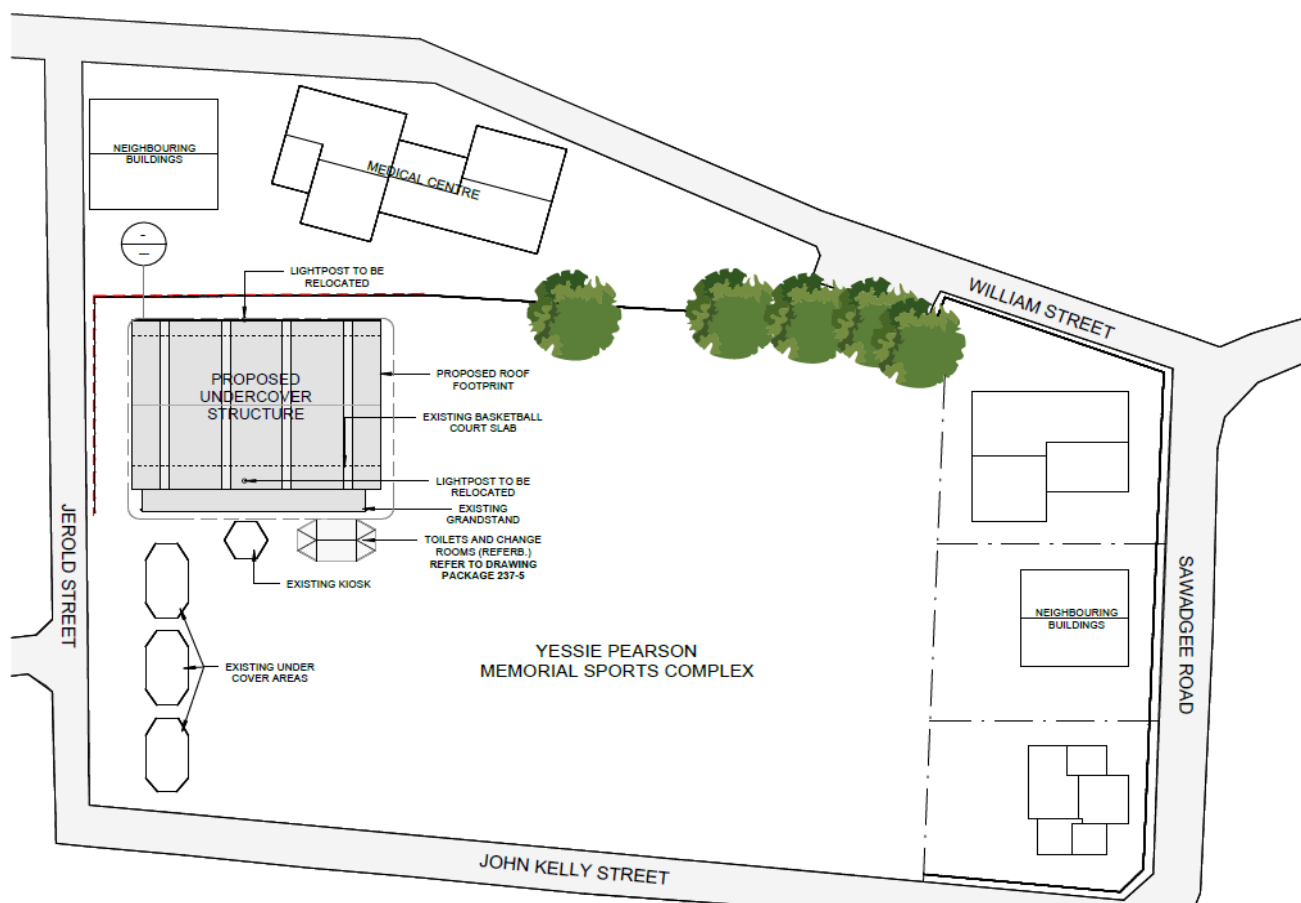 NEIGHBOURING
BUILDINGS
MEDICAL CENTRE
-
--
LIGHTPOST TO BE
RELOCATED
WILLIAM STREET
PROPOSED
UNDERCOVER
STRUCTURE
PROPOSED ROOF
FOOTPRINT
EXISTING BASKETBALL
COURT SLAB
LIGHTPOST TO BE
RELOCATED
EXISTING
GRANDSTAND
TOILETS AND CHANGE
ROOMS (REFERB.)
REFER TO DRAWING
PACKAGE 237-5
EXISTING KIOSK
JEROLD STREET
EXISTING UNDER
COVER AREAS
YESSIE PEARSON
MEMORIAL SPORTS COMPLEX
NEIGHBOURING
BUILDINGS
SAWADGEE ROAD
JOHN KELLY STREET